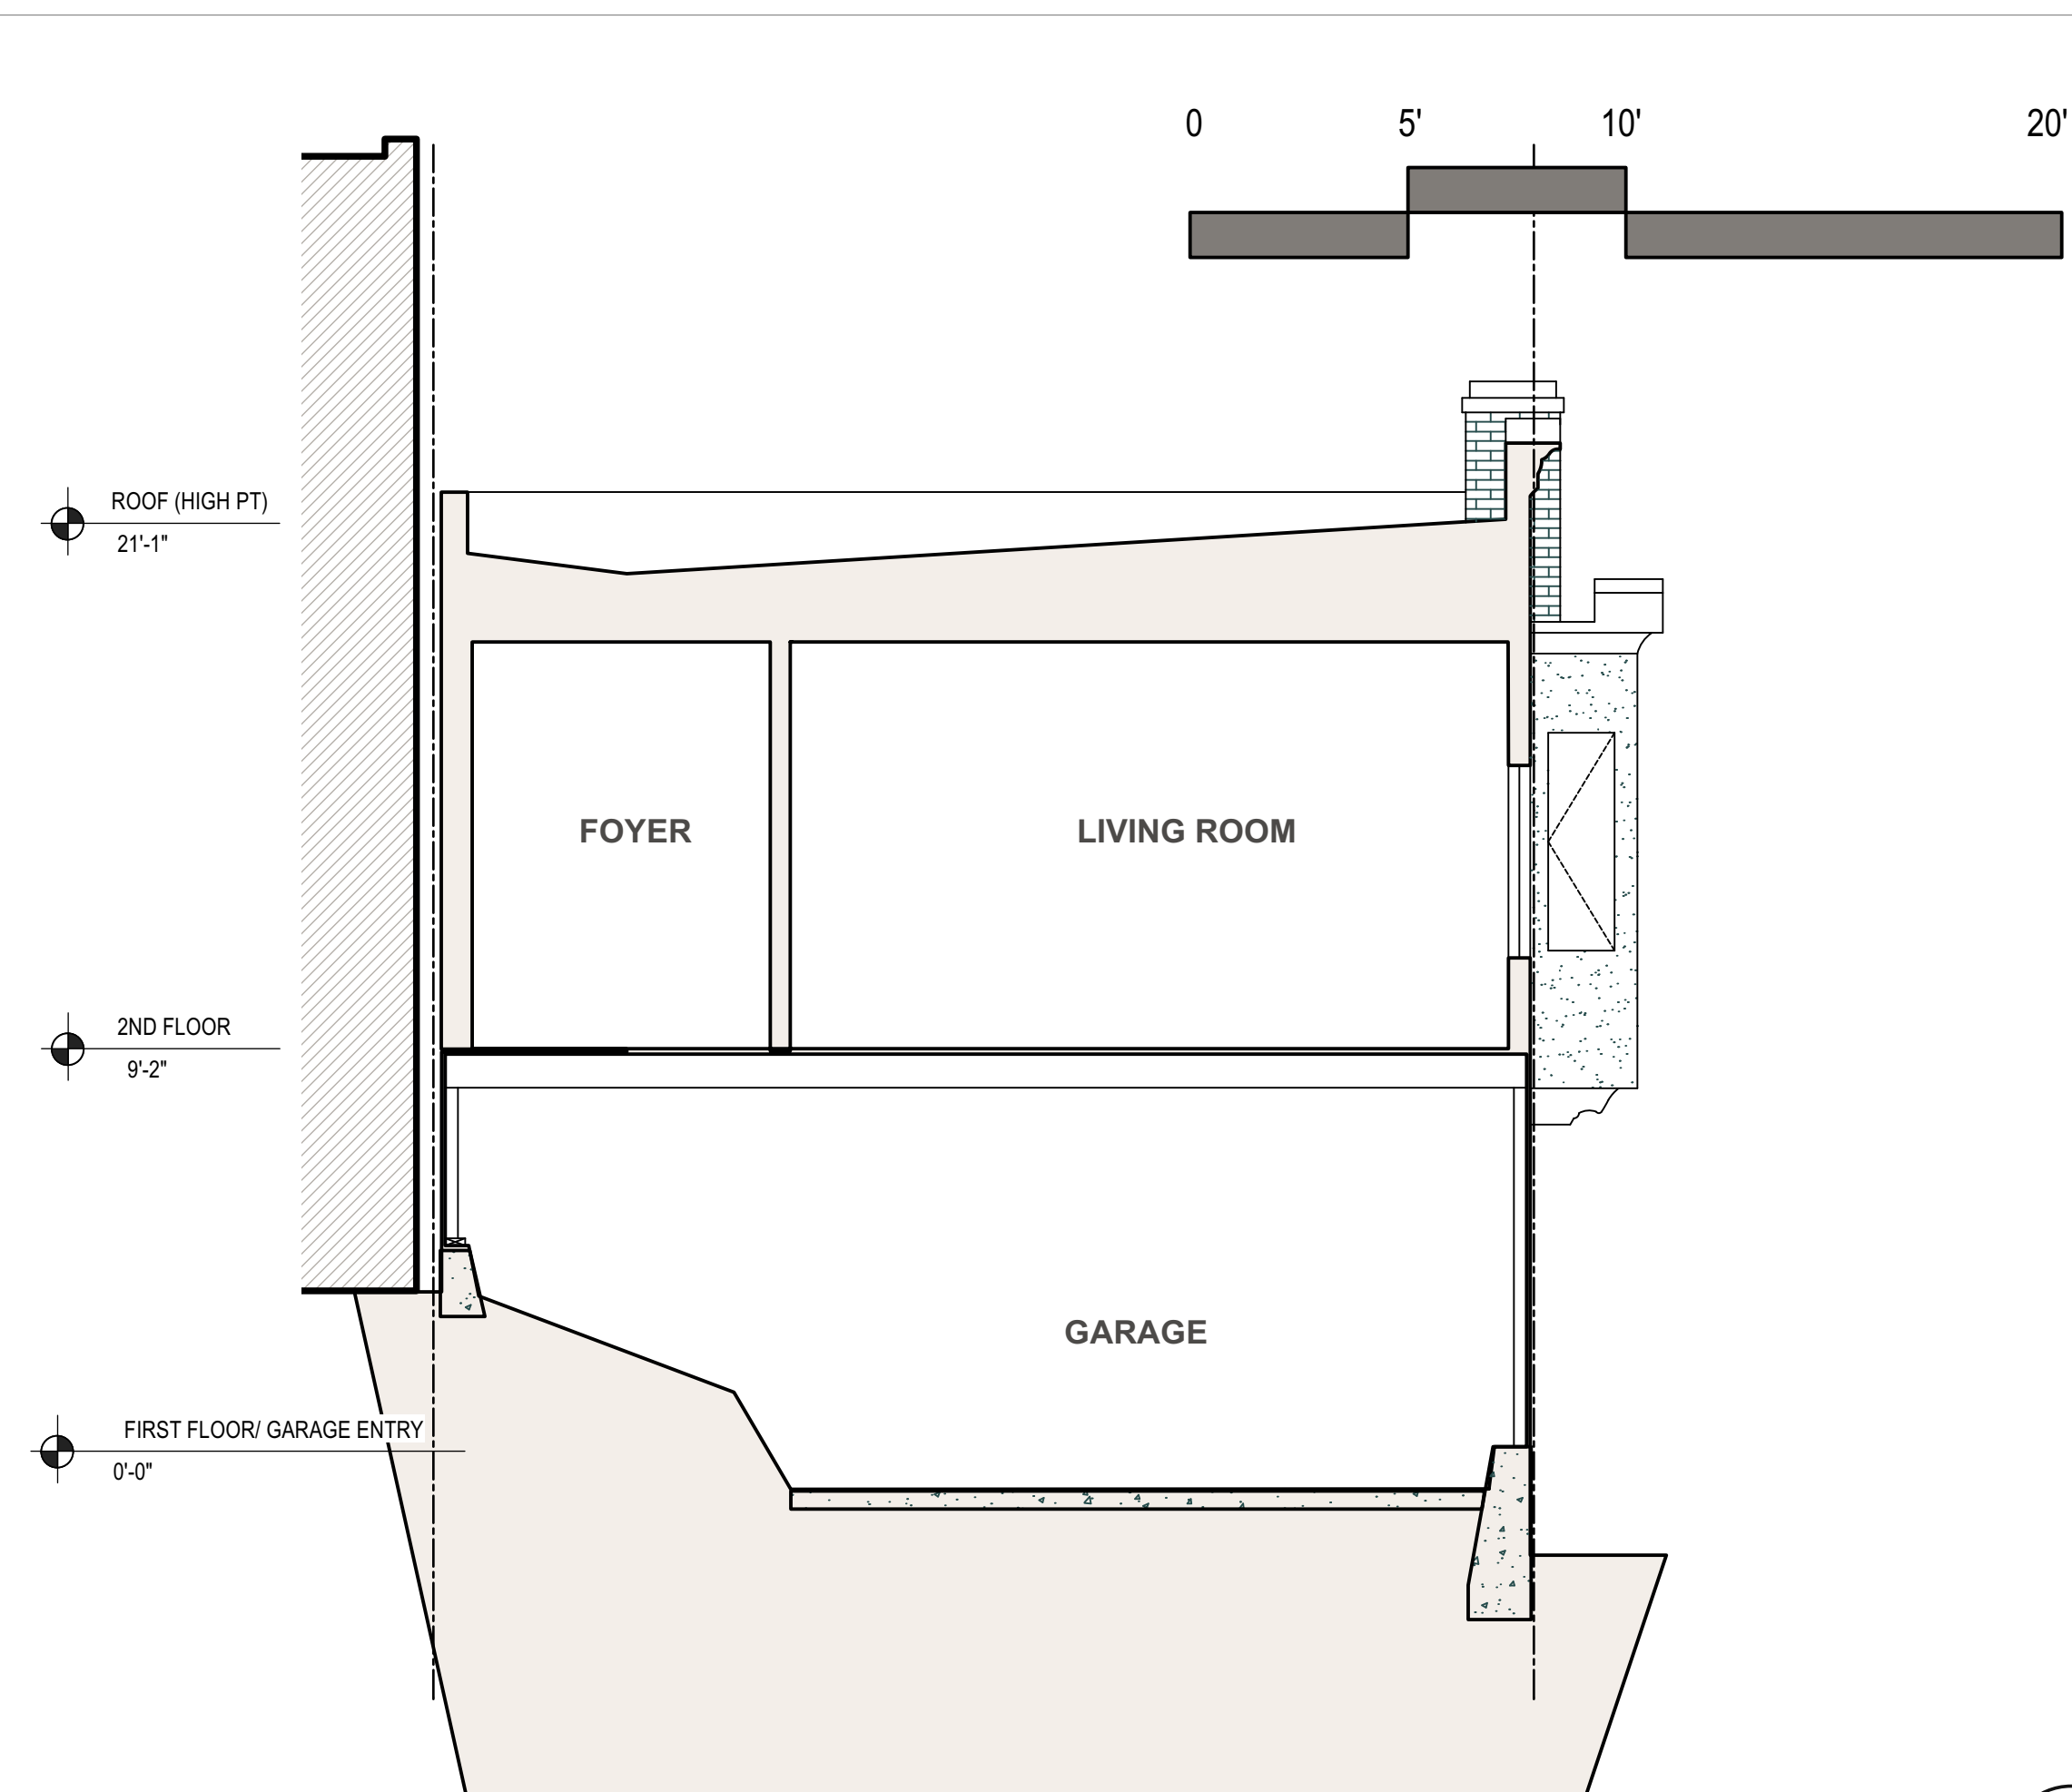 0 5' 10' 20'
ROOF (HIGH PT)
21'-1"
FOYER
LIVING ROOM
2ND FLOOR
9'-2"
GARAGE
FIRST FLOOR/ GARAGE ENTRY
0'-0"